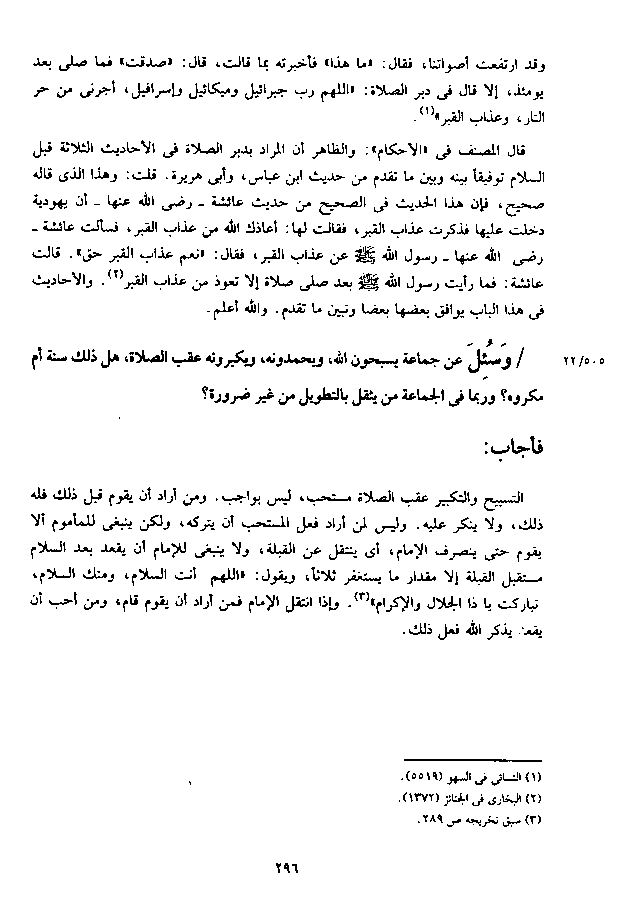 وقد ارتفعت أصواتنا، فقال: «ما هذا» فأخبرته بما قالت، قال: «صدقت» فما صلى بعد
يومئذ، إلا قال فى دبر الصلاة: «اللهم رب جبرائيل وميكائيل وإسرافيل، أجرنى من حر
النار، وعذاب القبر»(١).
قال المصنف فى «الأحكام»: والظاهر أن المراد بدبر الصلاة فى الأحاديث الثلاثة قبل
السلام توفيقاً بينه وبين ما تقدم من حديث ابن عباس، وأبى هريرة. قلت: وهذا الذى قاله
صحيح، فإن هذا الحديث فى الصحيح من حديث عائشة ـ رضى الله عنها ـ أن يهودية
دخلت عليها فذكرت عذاب القبر، فقالت لها: أعاذك الله من عذاب القبر، فسألت عائشة ـ
رضى الله عنها ـ رسول الله ﷺ عن عذاب القبر، فقال: «نعم عذاب القبر حق». قالت
عائشة: فما رأيت رسول الله ﷺ بعد صلى صلاة إلا تعوذ من عذاب القبر(٢). والأحاديث
فى هذا الباب يوافق بعضها بعضا وتبين ما تقدم. والله أعلم.
٢٢/٥٠٥ / وَسُئِلَ عن جماعة يسبحون الله، ويحمدونه، ويكبرونه عقب الصلاة، هل ذلك سنة أم
مكروه؟ وربما فى الجماعة من يثقل بالتطويل من غير ضرورة؟
فأجاب:
التسبيح والتكبير عقب الصلاة مستحب، ليس بواجب. ومن أراد أن يقوم قبل ذلك فله
ذلك، ولا ينكر عليه. وليس لمن أراد فعل المستحب أن يتركه، ولكن ينبغى للمأموم ألا
يقوم حتى ينصرف الإمام، أى ينتقل عن القبلة، ولا ينبغى للإمام أن يقعد بعد السلام
مستقبل القبلة إلا مقدار ما يستغفر ثلاثاً، ويقول: «اللهم أنت السلام، ومنك السلام،
تباركت يا ذا الجلال والإكرام»(٣). وإذا انتقل الإمام فمن أراد أن يقوم قام، ومن أحب أن
يقعد يذكر الله فعل ذلك.
(١) النسائى فى السهو (٥٥١٩).
(٢) البخارى فى الجنائز (١٣٧٢).
(٣) سبق تخريجه ص ٢٨٩.
٢٩٦